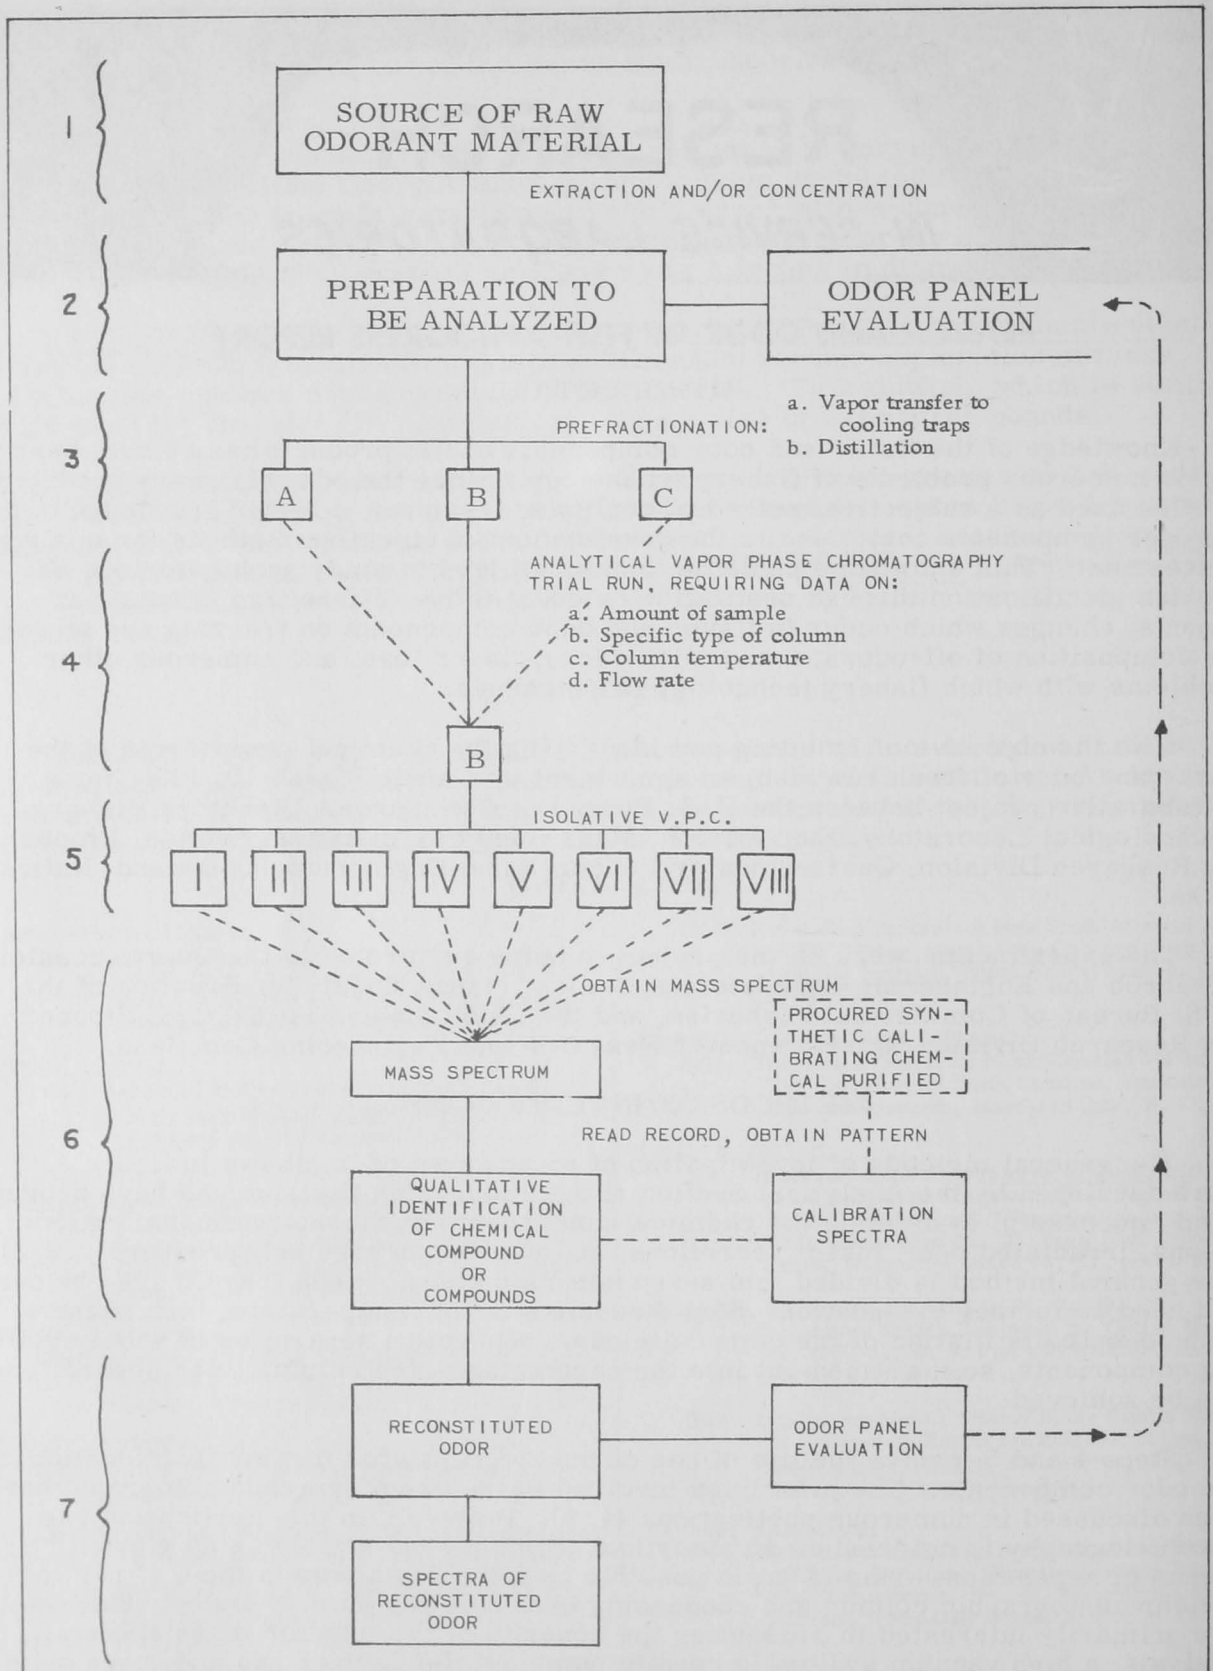 1
SOURCE OF RAW
ODORANT MATERIAL
EXTRACTION AND/OR CONCENTRATION
2
PREPARATION TO
BE ANALYZED
ODOR PANEL
EVALUATION
3
PREFRACTIONATION:
a. Vapor transfer to
cooling traps
b. Distillation
A
B
C
4
ANALYTICAL VAPOR PHASE CHROMATOGRAPHY
TRIAL RUN, REQUIRING DATA ON:
a. Amount of sample
b. Specific type of column
c. Column temperature
d. Flow rate
B
5
ISOLATIVE V.P.C.
I
II
III
IV
V
VI
VII
VIII
6
OBTAIN MASS SPECTRUM
MASS SPECTRUM
PROCURED SYN-
THETIC CALI-
BRATING CHEM-
CAL PURIFIED
READ RECORD, OBTAIN PATTERN
QUALITATIVE
IDENTIFICATION
OF CHEMICAL
COMPOUND
OR
COMPOUNDS
CALIBRATION
SPECTRA
7
RECONSTITUTED
ODOR
ODOR PANEL
EVALUATION
SPECTRA OF
RECONSTITUTED
ODOR